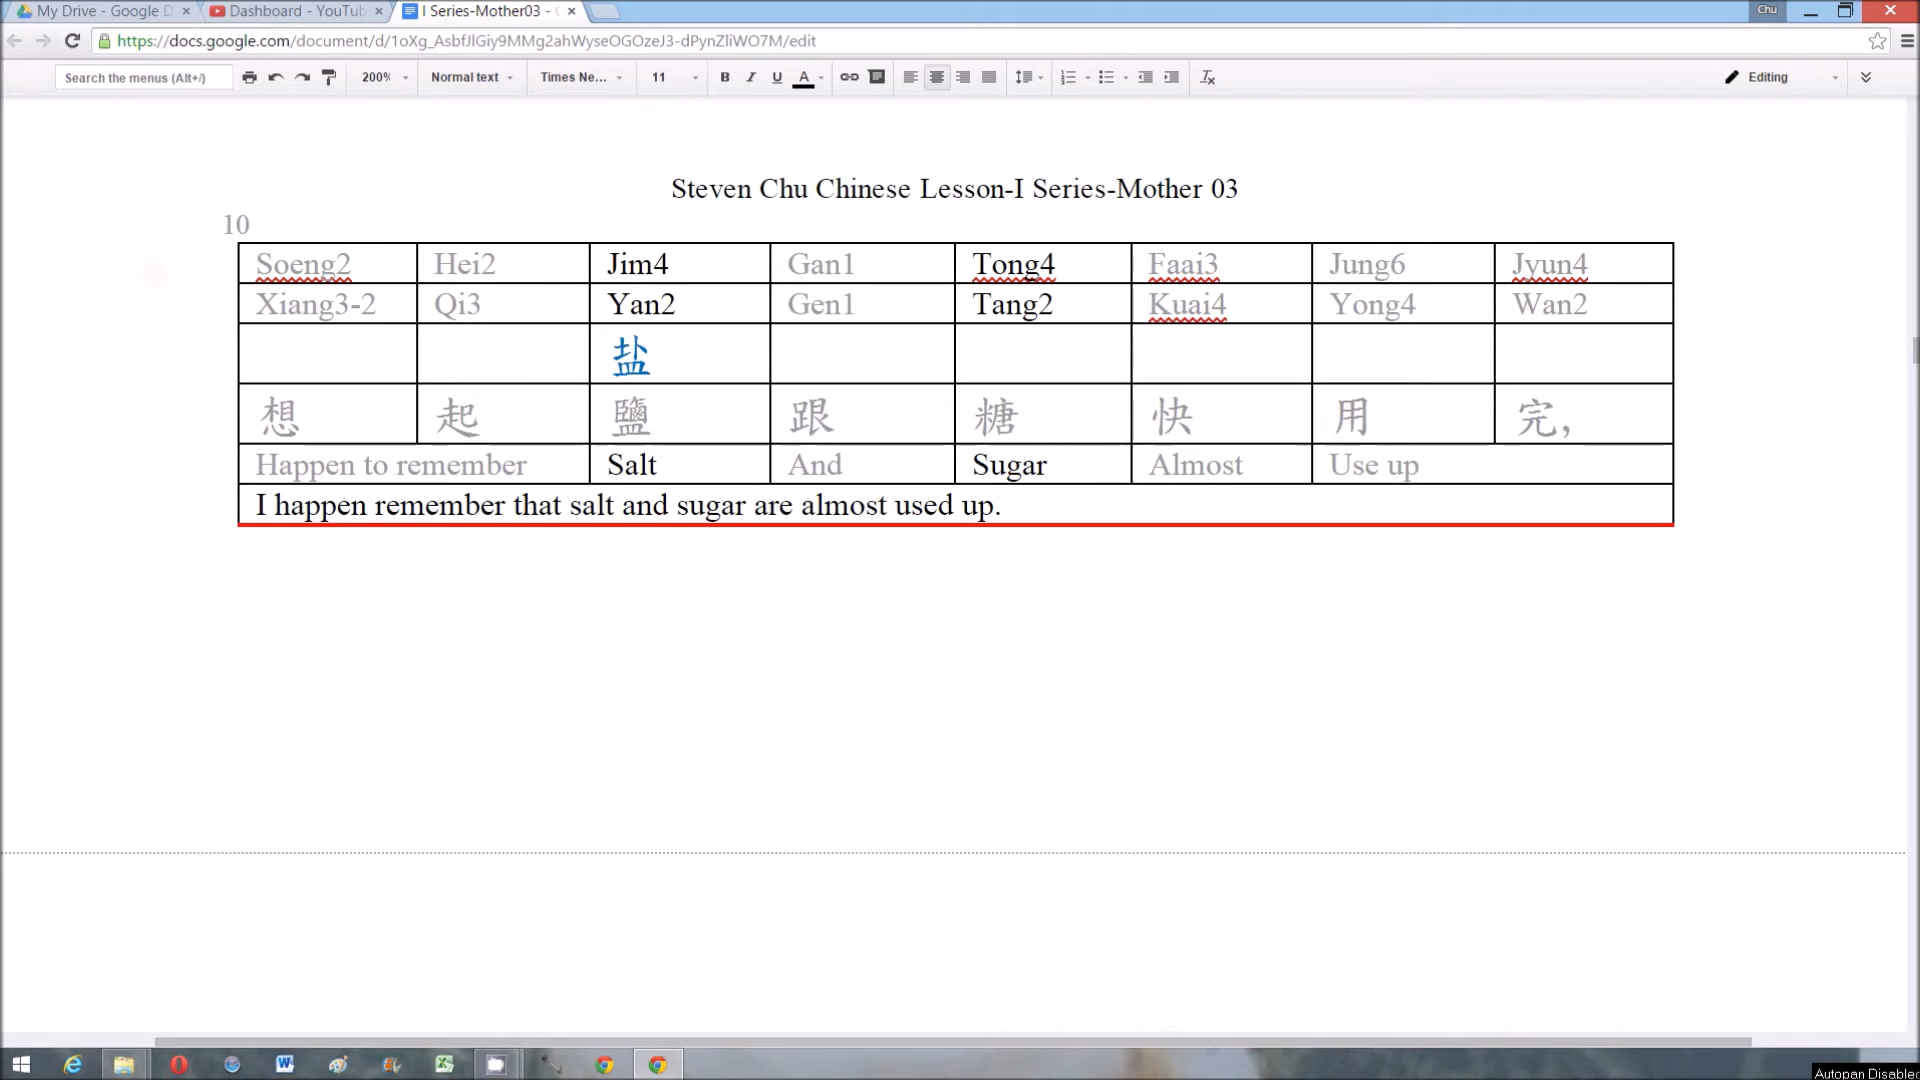 My Drive - Google D
Dashboard - YouTub
I Series-Mother03 -
Chu
https://docs.google.com/document/d/1oXg_AsbfJlGiy9MMg2ahWyseOGOzeJ3-dPynZliWO7M/edit
Search the menus (Alt+/) 200% Normal text Times Ne... 11 B I U A Editing
Steven Chu Chinese Lesson-I Series-Mother 03
10
Soeng2 Hei2 Jim4 Gan1 Tong4 Faai3 Jung6 Jyun4
Xiang3-2 Qi3 Yan2 Gen1 Tang2 Kuai4 Yong4 Wan2
盐
想 起 鹽 跟 糖 快 用 完,
Happen to remember Salt And Sugar Almost Use up
I happen remember that salt and sugar are almost used up.
Autopan Disabled